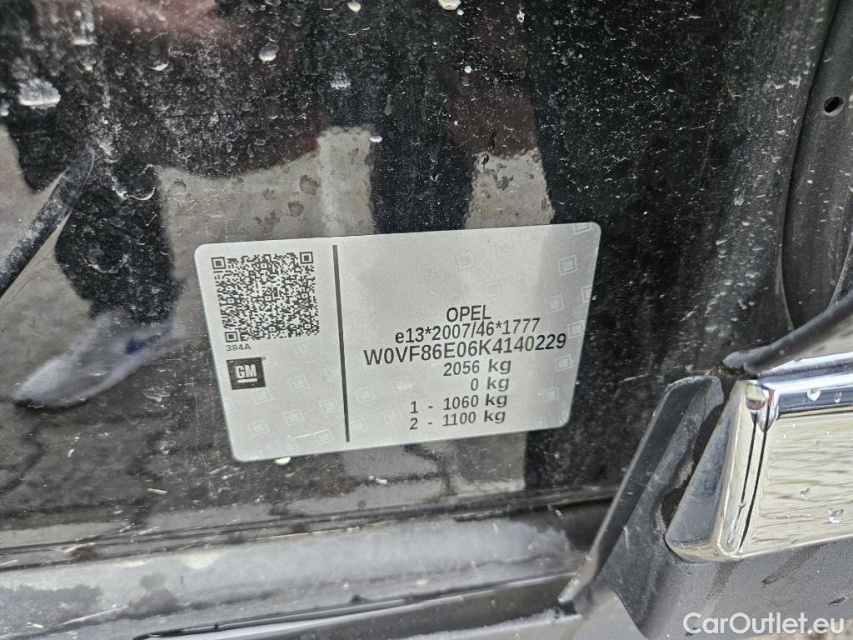 OPEL
e13*2007/46*1777
W0VF86E06K4140229
2056 kg
0 kg
1 - 1060 kg
2 - 1100 kg
384A
GM
CarOutlet.eu